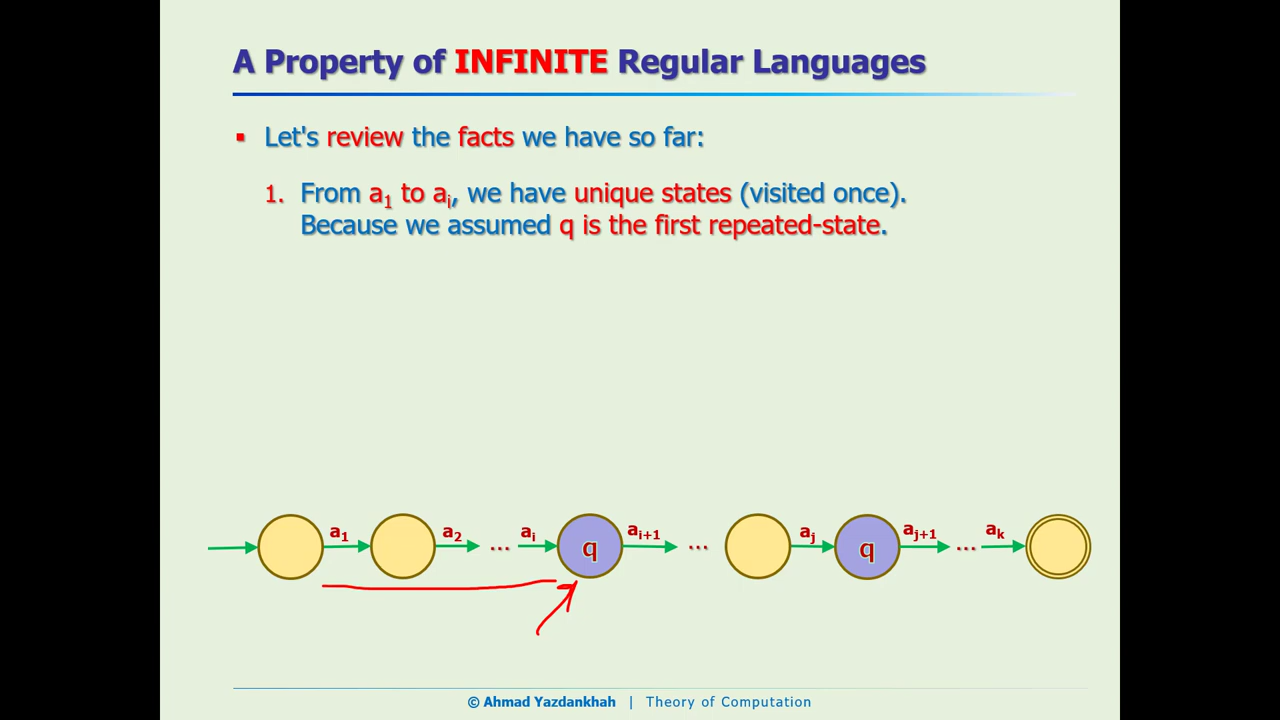 A Property of INFINITE Regular Languages
▪ Let's review the facts we have so far:
1. From a₁ to aᵢ, we have unique states (visited once).
Because we assumed q is the first repeated-state.
a₁ a₂ ... aᵢ q aᵢ₊₁ ... aⱼ q aⱼ₊₁ ... aₖ
© Ahmad Yazdankhah | Theory of Computation